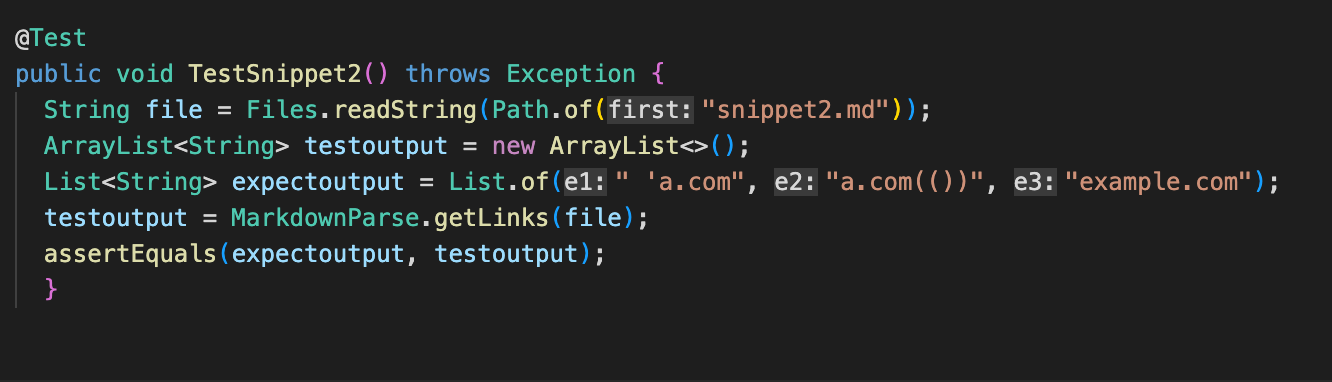 @Test
public void TestSnippet2() throws Exception {
String file = Files.readString(Path.of(first: "snippet2.md"));
ArrayList<String> testoutput = new ArrayList<>();
List<String> expectoutput = List.of(e1: " 'a.com", e2: "a.com(())", e3: "example.com");
testoutput = MarkdownParse.getLinks(file);
assertEquals(expectoutput, testoutput);
}